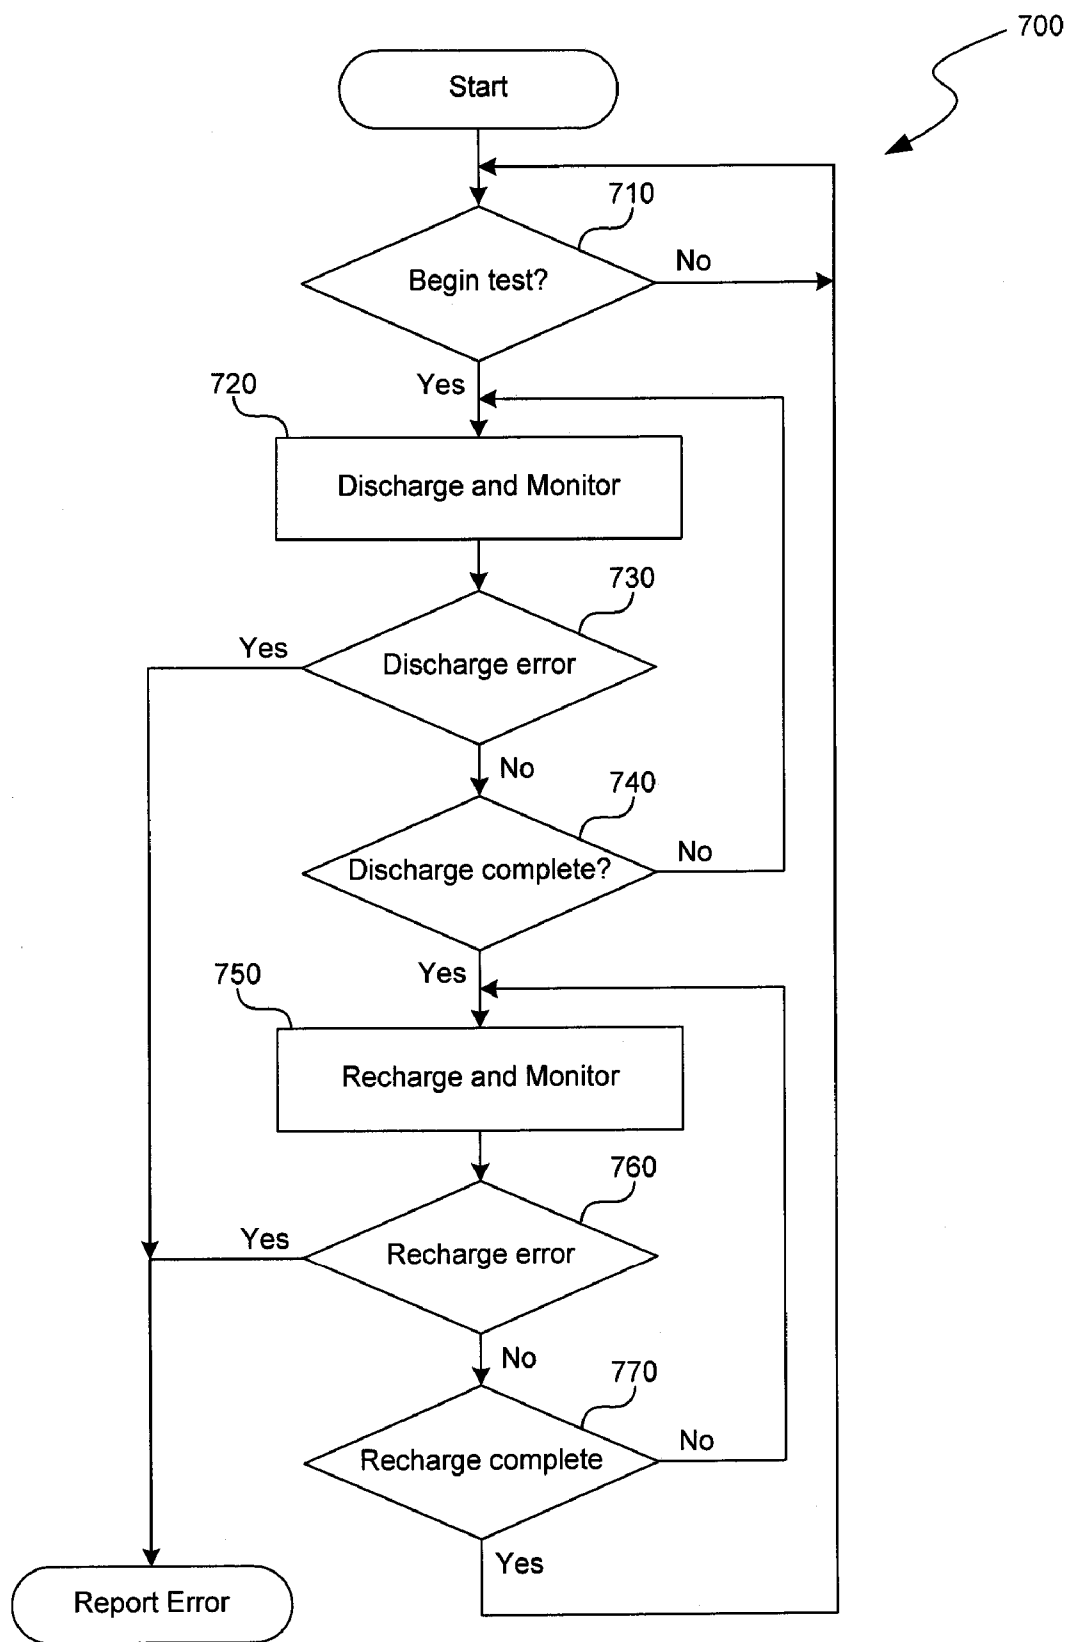 700
Start
710
Begin test?
No
Yes
720
Discharge and Monitor
730
Yes
Discharge error
No
740
Discharge complete?
No
Yes
750
Recharge and Monitor
760
Yes
Recharge error
No
770
Recharge complete
No
Yes
Report Error